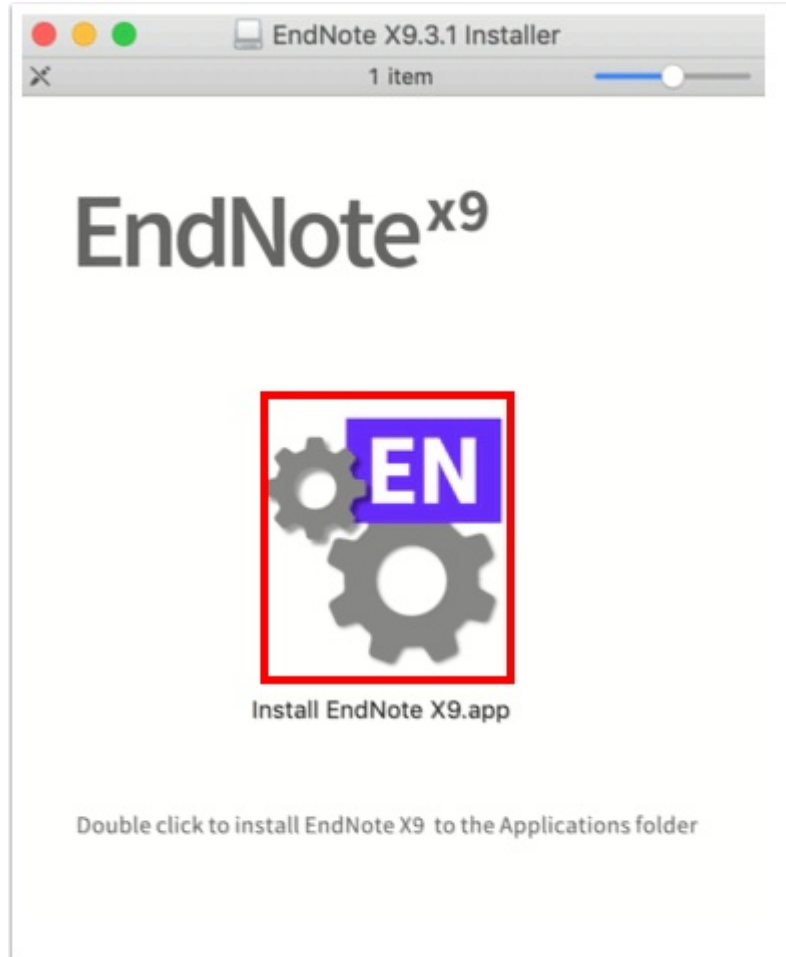 EndNote X9.3.1 Installer
1 item
EndNote x9
EN
Install EndNote X9.app
Double click to install EndNote X9 to the Applications folder